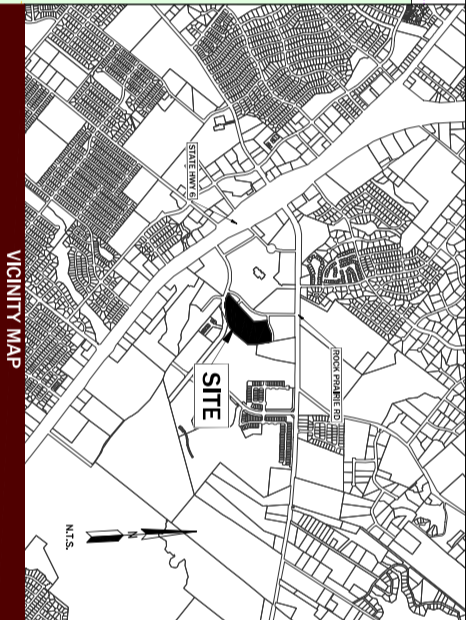 STATE HWY 6
ROCK PRAIRIE RD
SITE
N
N.T.S.
VICINITY MAP